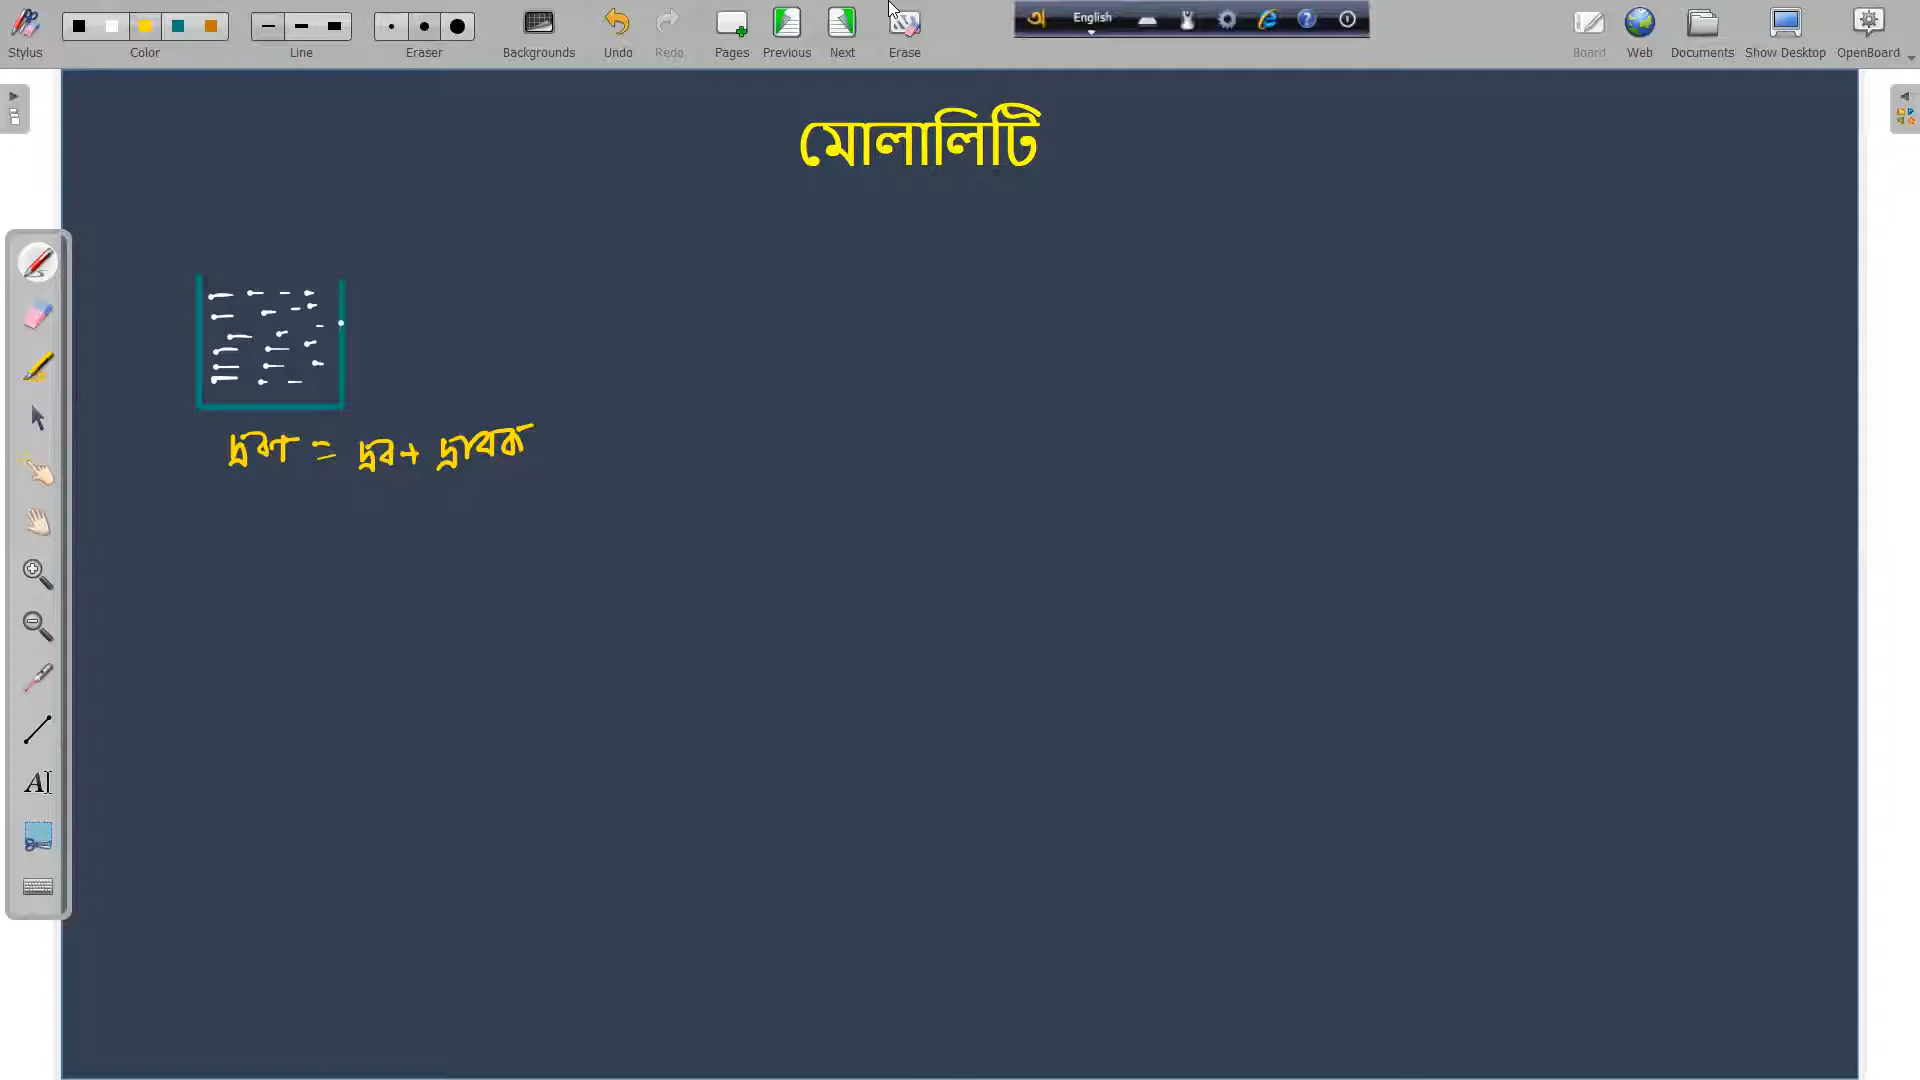 Stylus Color Line Eraser Backgrounds Undo Redo Pages Previous Next Erase English Board Web Documents Show Desktop OpenBoard
মোলালিটি
দ্রবণ = দ্রব + দ্রাবক